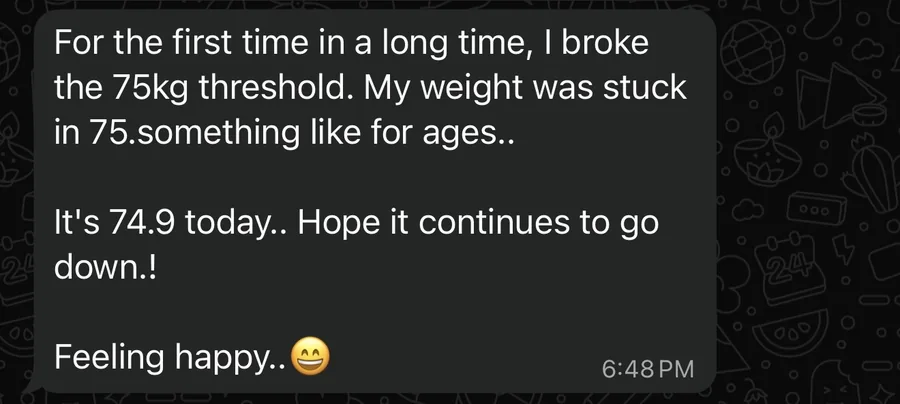 For the first time in a long time, I broke
the 75kg threshold. My weight was stuck
in 75.something like for ages..
It's 74.9 today.. Hope it continues to go
down.!
Feeling happy..😄
6:48 PM